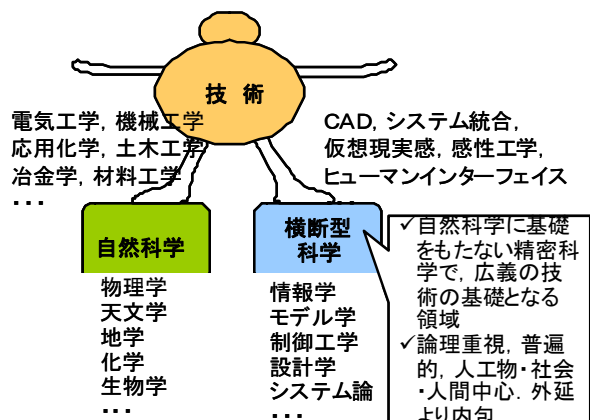 技 術
電気工学, 機械工学
応用化学, 土木工学
冶金学, 材料工学
・・・
CAD, システム統合,
仮想現実感, 感性工学,
ヒューマンインターフェイス
・・・
自然科学
物理学
天文学
地学
化学
生物学
・・・
横断型
科学
情報学
モデル学
制御工学
設計学
システム論
・・・
✓自然科学に基礎
をもたない精密科
学で, 広義の技
術の基礎となる
領域
✓論理重視, 普遍
的, 人工物・社会
・人間中心. 外延
より内包